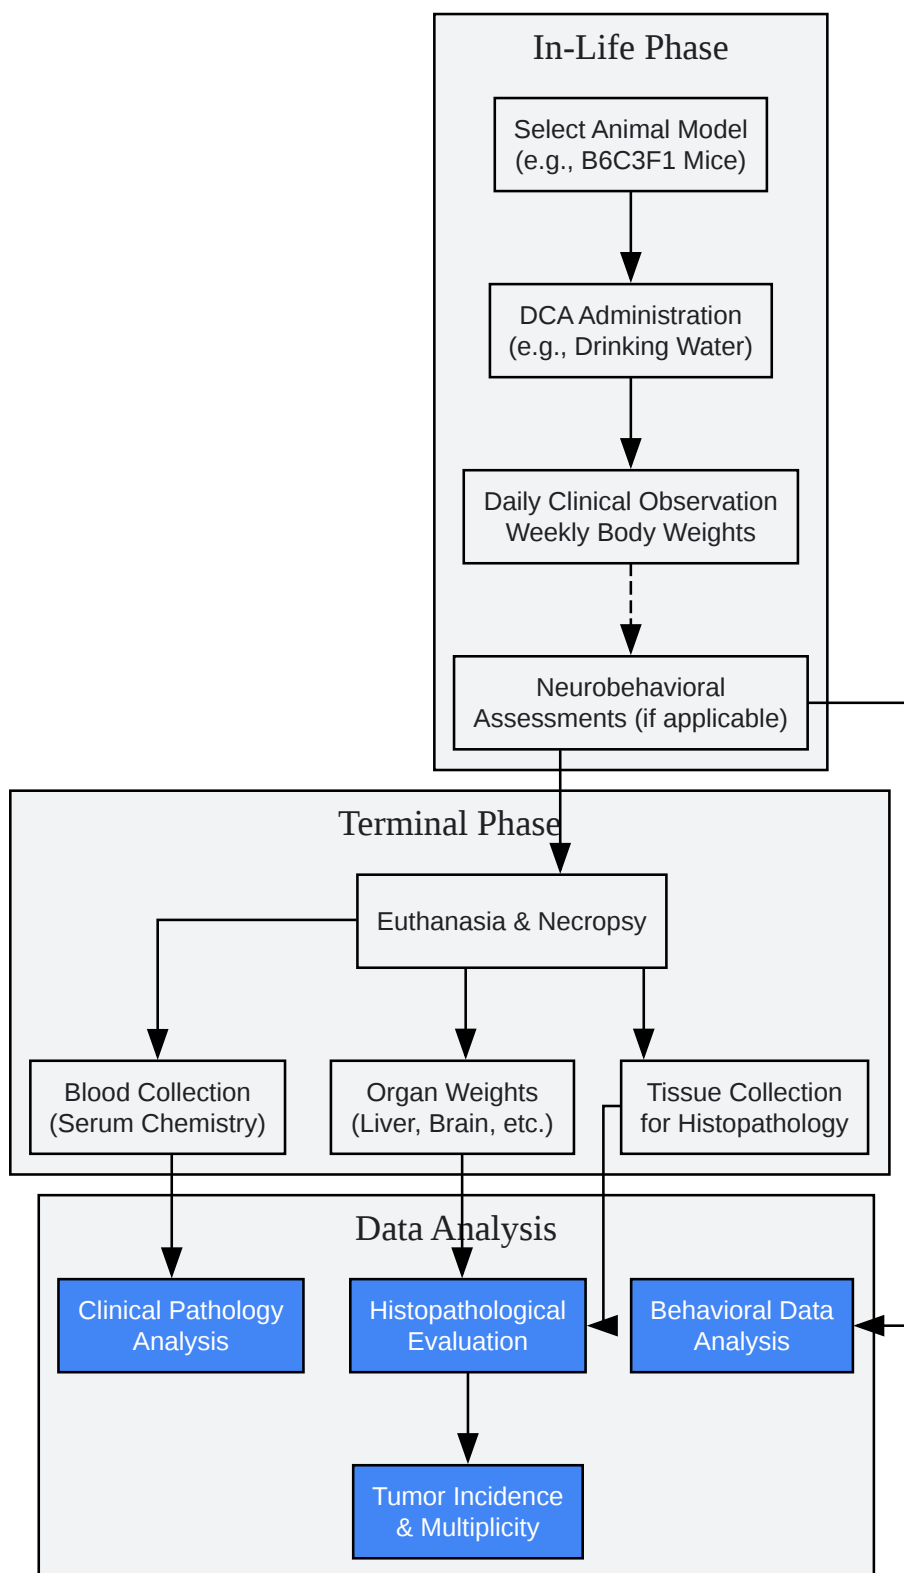 In-Life Phase
Select Animal Model
(e.g., B6C3F1 Mice)
DCA Administration
(e.g., Drinking Water)
Daily Clinical Observation
Weekly Body Weights
Neurobehavioral
Assessments (if applicable)
Terminal Phase
Euthanasia & Necropsy
Blood Collection
(Serum Chemistry)
Organ Weights
(Liver, Brain, etc.)
Tissue Collection
for Histopathology
Data Analysis
Clinical Pathology
Analysis
Histopathological
Evaluation
Behavioral Data
Analysis
Tumor Incidence
& Multiplicity